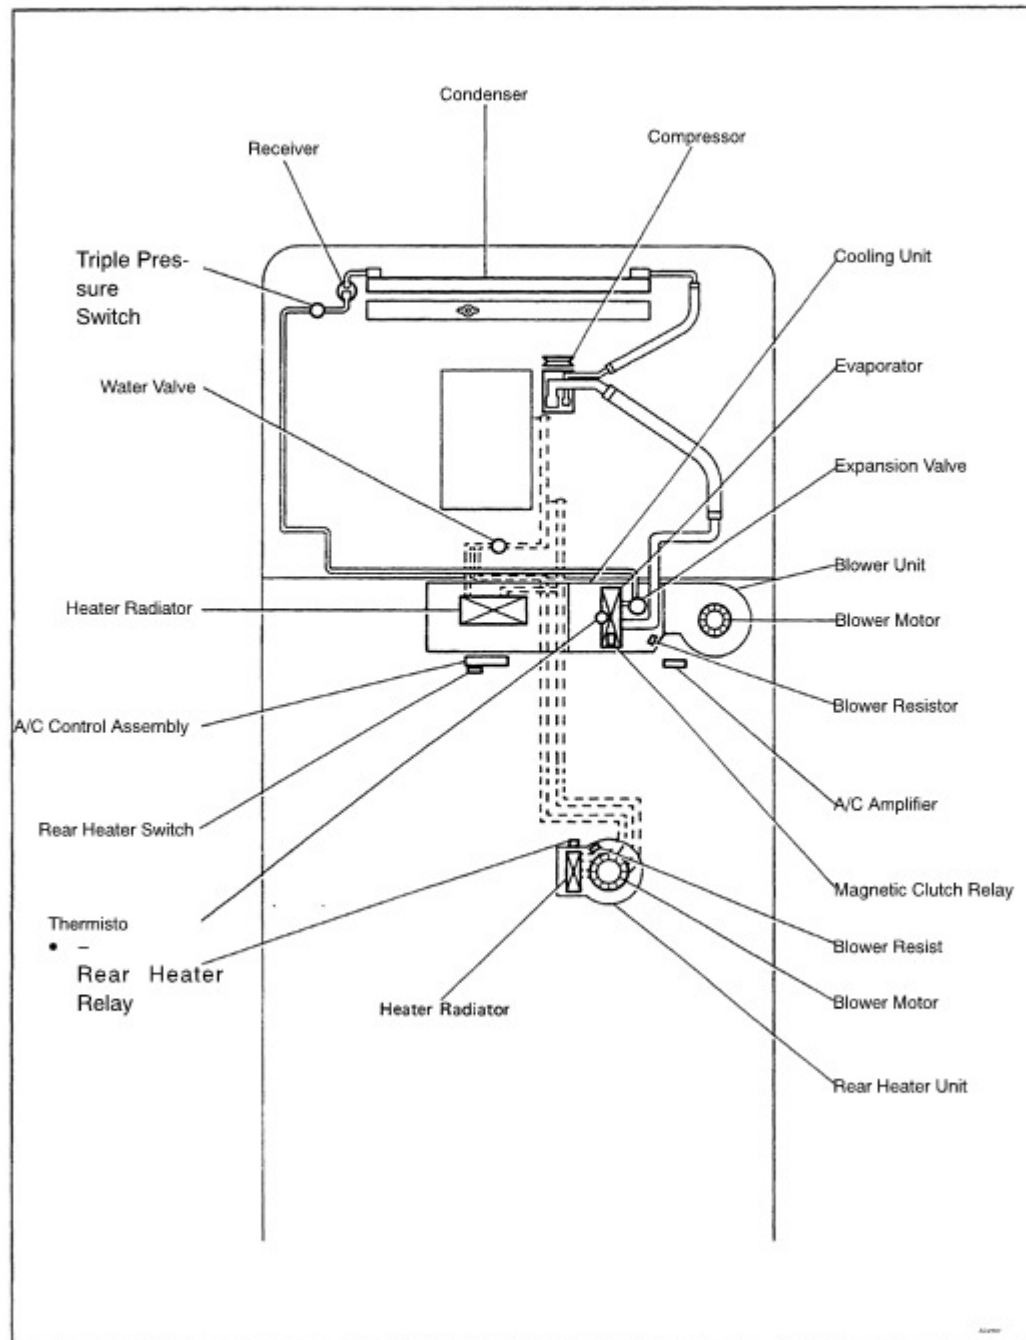 Condenser
Compressor
Receiver
Triple Pres-
sure
Switch
Cooling Unit
Water Valve
Evaporator
Expansion Valve
Blower Unit
Heater Radiator
Blower Motor
A/C Control Assembly
Blower Resistor
Rear Heater Switch
A/C Amplifier
Magnetic Clutch Relay
Thermisto
• –
Rear Heater
Relay
Blower Resist
Heater Radiator
Blower Motor
Rear Heater Unit